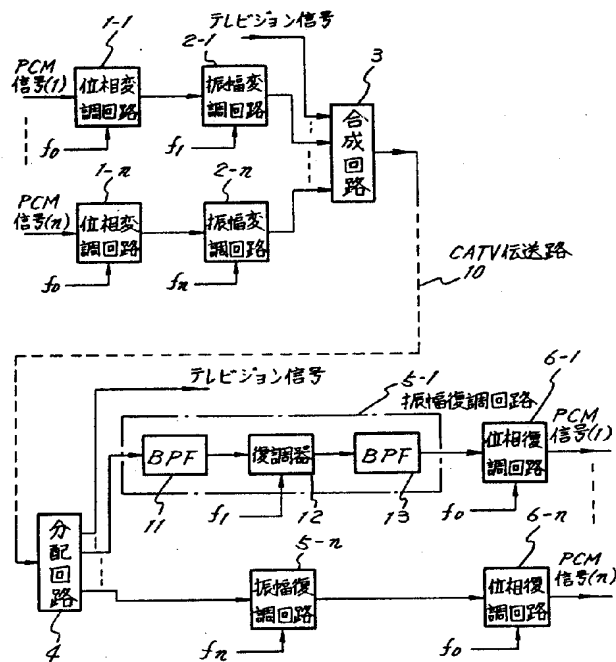 テレビジョン信号
1-1
2-1
3
PCM
信号(1)
位相変
調回路
振幅変
調回路
合成回路
f0
f1
1-n
2-n
PCM
信号(n)
位相変
調回路
振幅変
調回路
f0
fn
CATV伝送路
10
テレビジョン信号
5-1
振幅復調回路
6-1
BPF
復調器
BPF
位相復
調回路
PCM
信号(1)
11
f1
12
13
f0
分配回路
4
5-n
6-n
振幅復
調回路
位相復
調回路
PCM
信号(n)
fn
f0